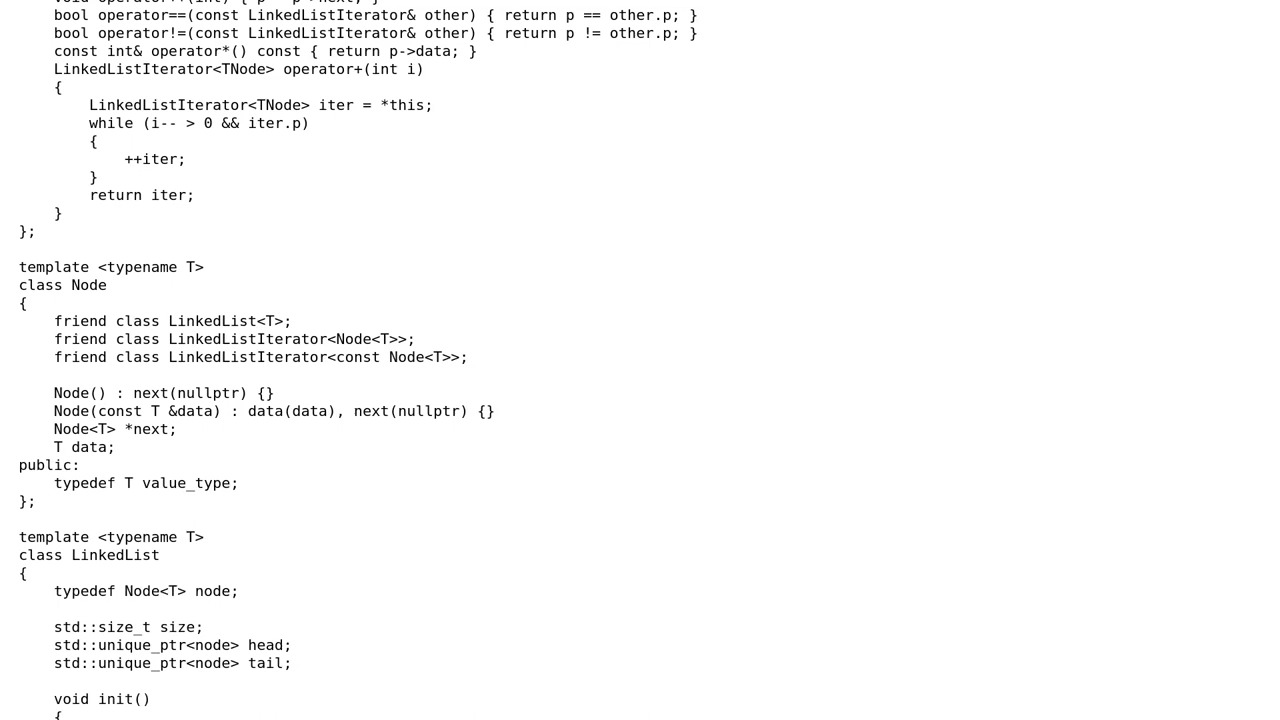 bool operator==(const LinkedListIterator& other) { return p == other.p; }
bool operator!=(const LinkedListIterator& other) { return p != other.p; }
const int& operator*() const { return p->data; }
LinkedListIterator<TNode> operator+(int i)
{
LinkedListIterator<TNode> iter = *this;
while (i-- > 0 && iter.p)
{
++iter;
}
return iter;
}
};
template <typename T>
class Node
{
friend class LinkedList<T>;
friend class LinkedListIterator<Node<T>>;
friend class LinkedListIterator<const Node<T>>;
Node() : next(nullptr) {}
Node(const T &data) : data(data), next(nullptr) {}
Node<T> *next;
T data;
public:
typedef T value_type;
};
template <typename T>
class LinkedList
{
typedef Node<T> node;
std::size_t size;
std::unique_ptr<node> head;
std::unique_ptr<node> tail;
void init()
{